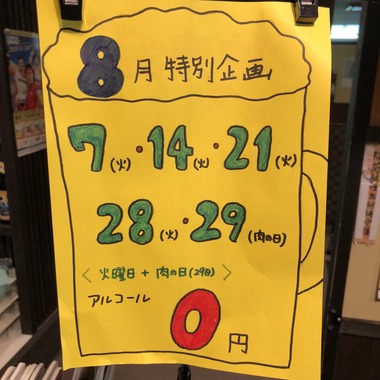 8月特別企画
7(火)・14(火)・21(火)
28(火)・29(肉の日)
〈火曜日+肉の日(29日)〉
アルコール
0円